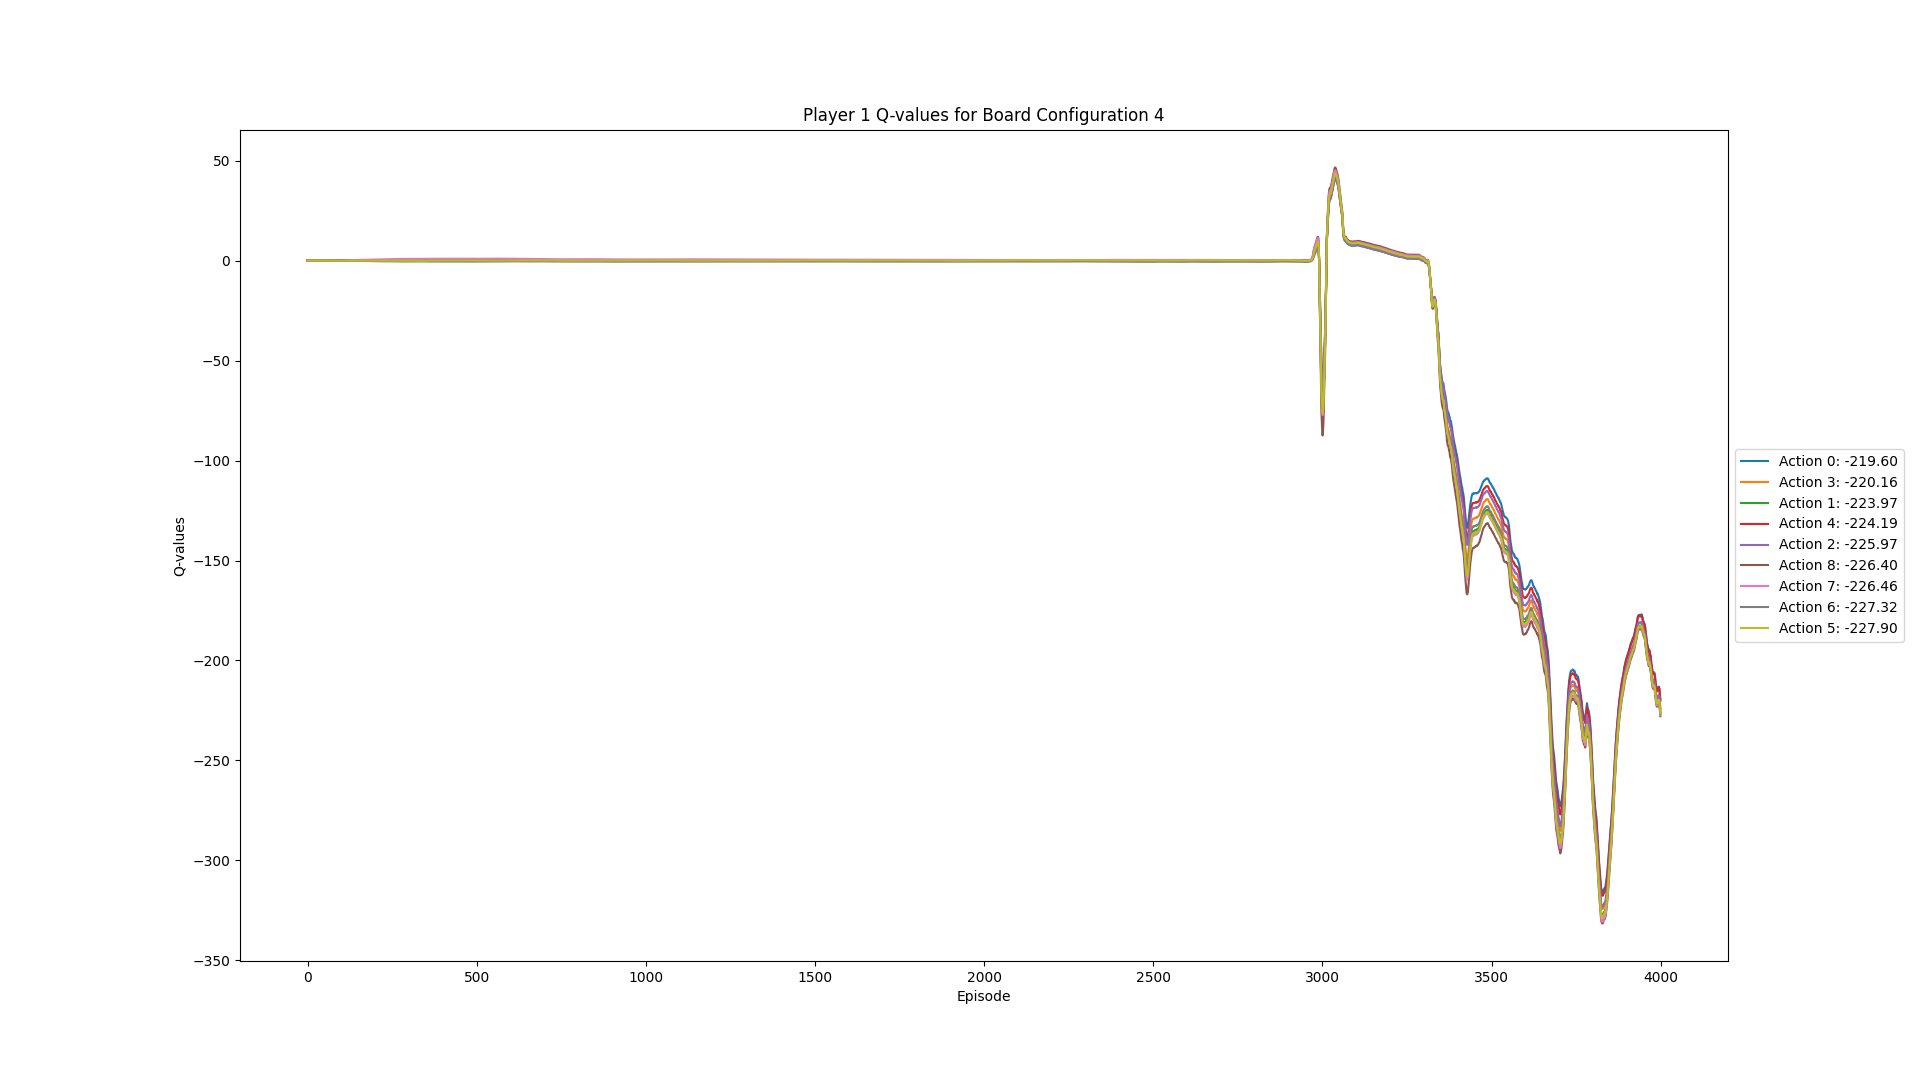 Player 1 Q-values for Board Configuration 4
50
0
−50
−100
−150
−200
−250
−300
−350
Q-values
0
500
1000
1500
2000
2500
3000
3500
4000
Episode
Action 0: -219.60
Action 3: -220.16
Action 1: -223.97
Action 4: -224.19
Action 2: -225.97
Action 8: -226.40
Action 7: -226.46
Action 6: -227.32
Action 5: -227.90